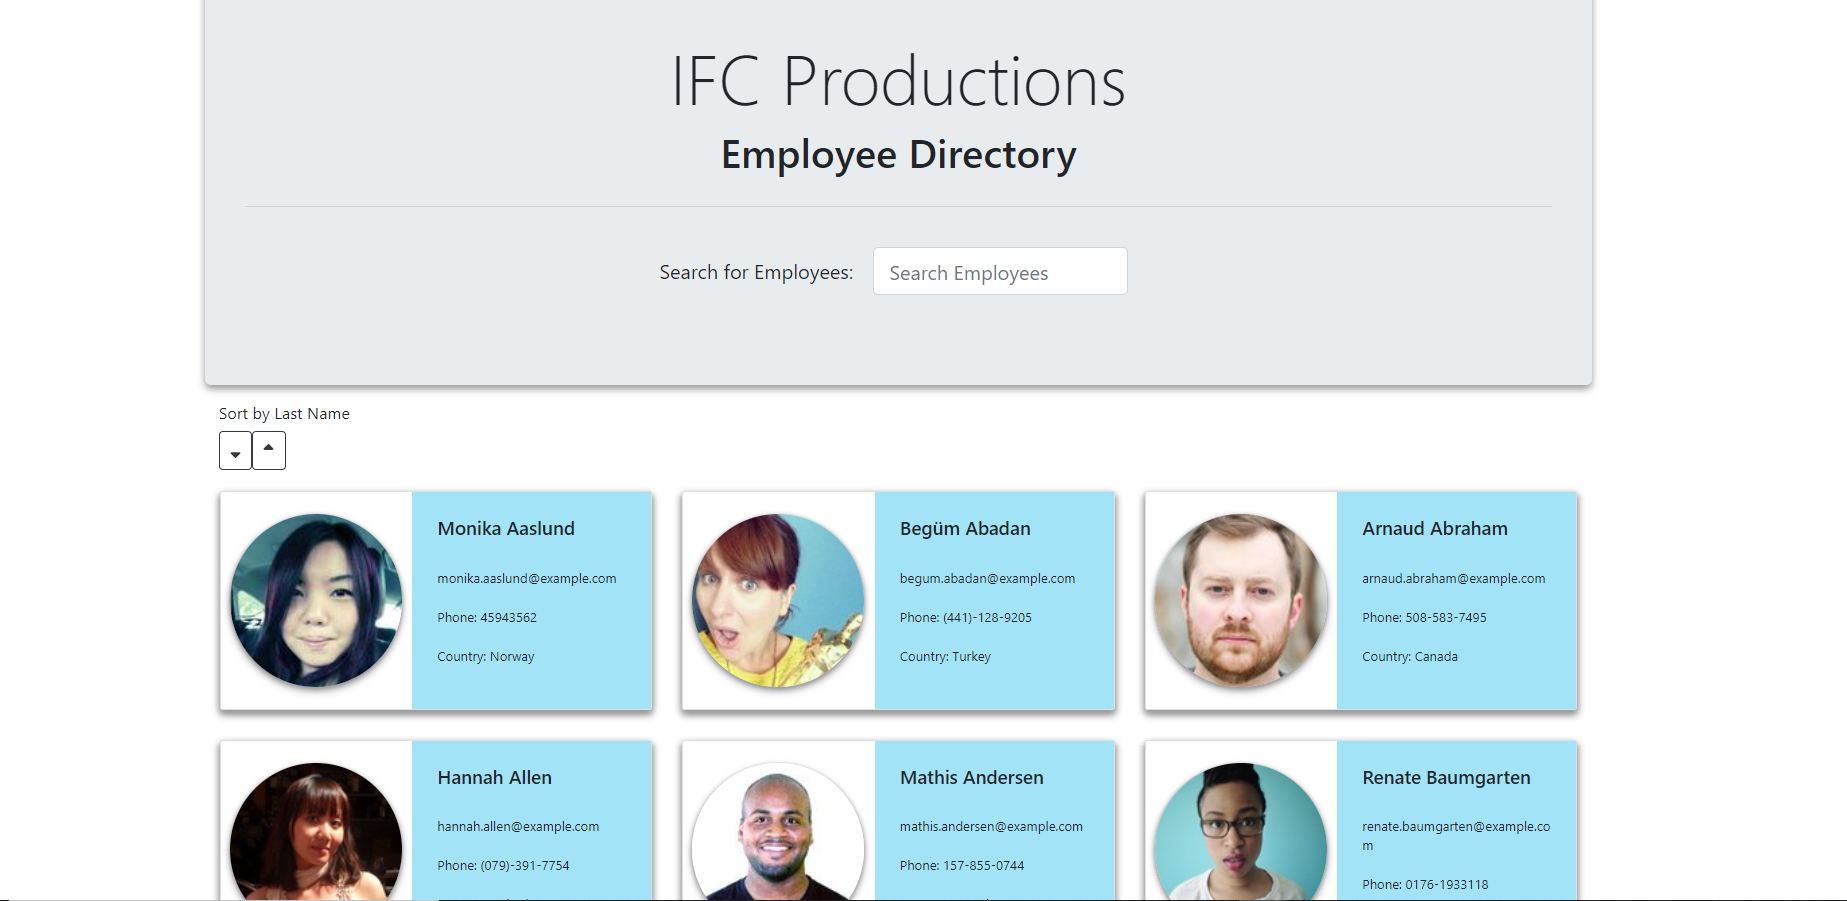 IFC Productions
Employee Directory
Search for Employees:
Search Employees
Sort by Last Name
Monika Aaslund
monika.aaslund@example.com
Phone: 45943562
Country: Norway
Begüm Abadan
begum.abadan@example.com
Phone: (441)-128-9205
Country: Turkey
Arnaud Abraham
arnaud.abraham@example.com
Phone: 508-583-7495
Country: Canada
Hannah Allen
hannah.allen@example.com
Phone: (079)-391-7754
Mathis Andersen
mathis.andersen@example.com
Phone: 157-855-0744
Renate Baumgarten
renate.baumgarten@example.co
m
Phone: 0176-1933118